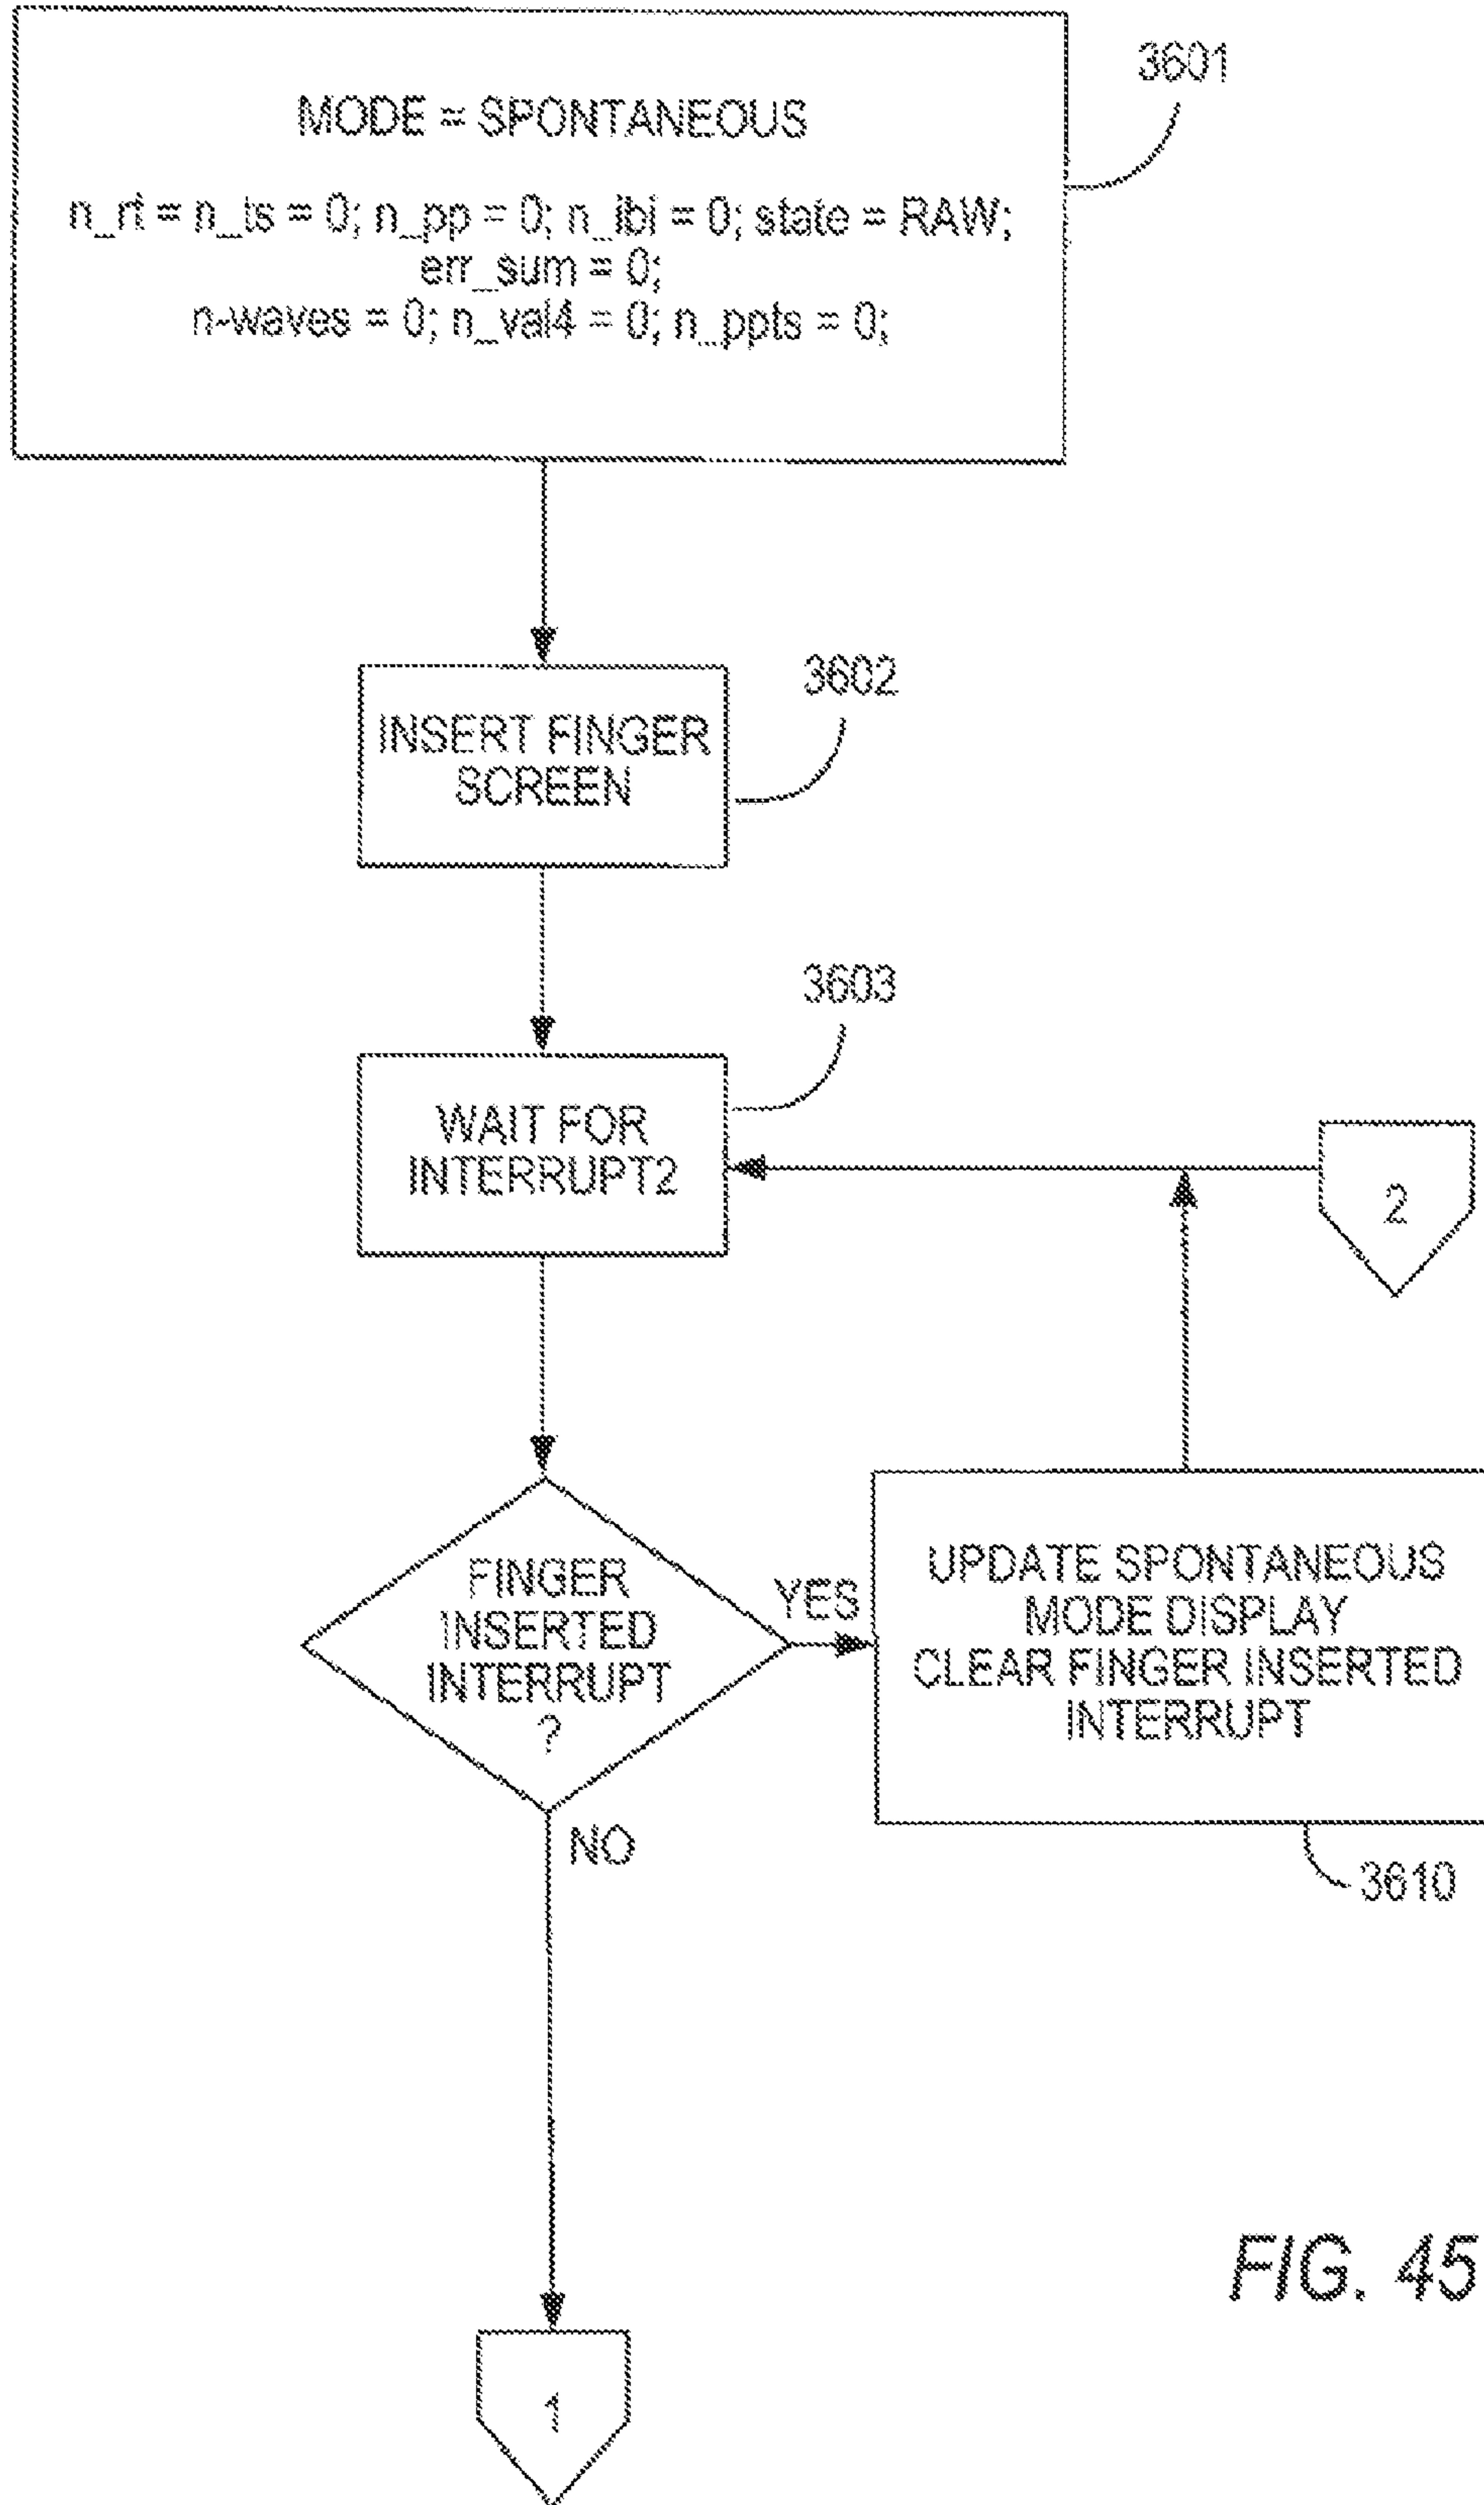 3601
MODE = SPONTANEOUS
n_rt = n_ts = 0; n_pp = 0; n_ibi = 0; state = RAW;
err_sum = 0;
n-waves = 0; n_val4 = 0; n_ppts = 0;
3602
INSERT FINGER
SCREEN
3603
WAIT FOR
INTERRUPT2
2
FINGER
INSERTED
INTERRUPT
?
YES
UPDATE SPONTANEOUS
MODE DISPLAY
CLEAR FINGER INSERTED
INTERRUPT
NO
3610
FIG. 45
1